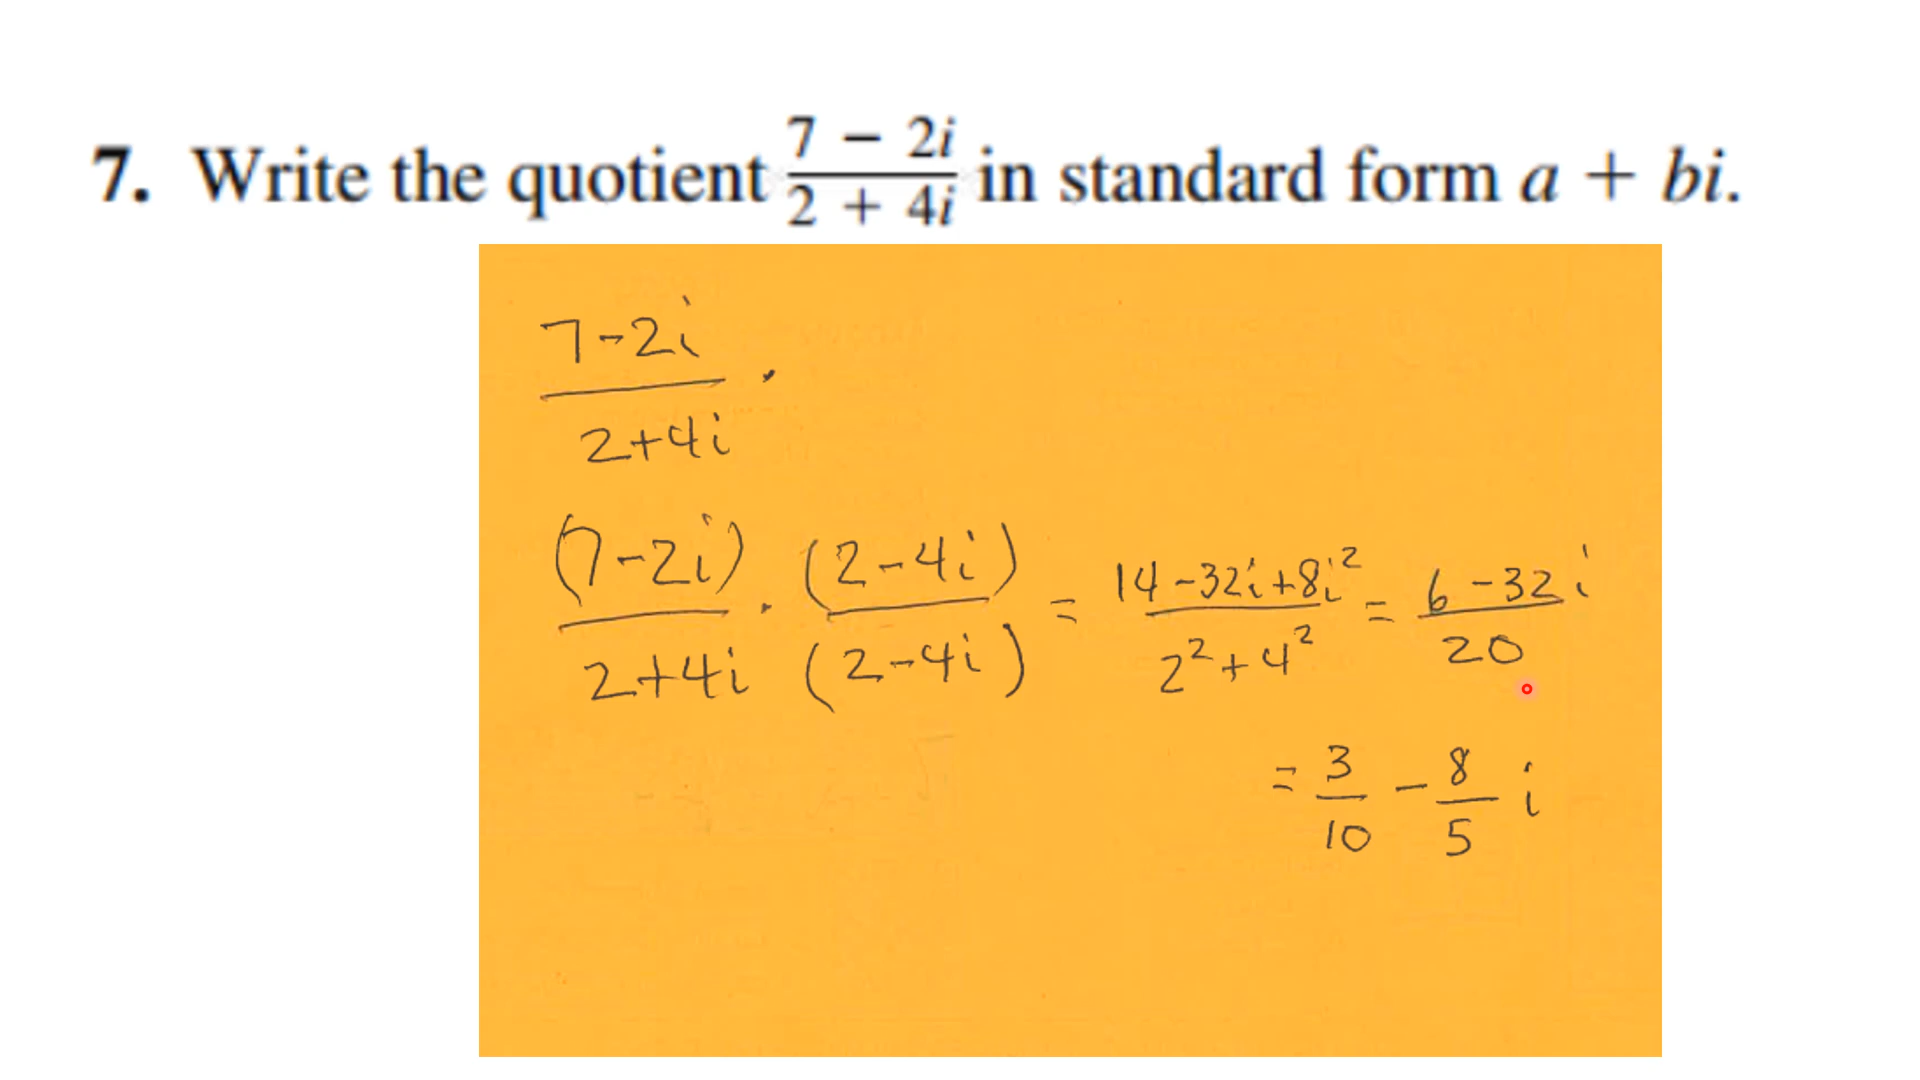 7. Write the quotient (7 − 2i)/(2 + 4i) in standard form a + bi.
7-2i
2+4i ·
(7-2i)/(2+4i) · (2-4i)/(2-4i) = (14-32i+8i²)/(2²+4²) = (6-32i)/20
= 3/10 - 8/5 i